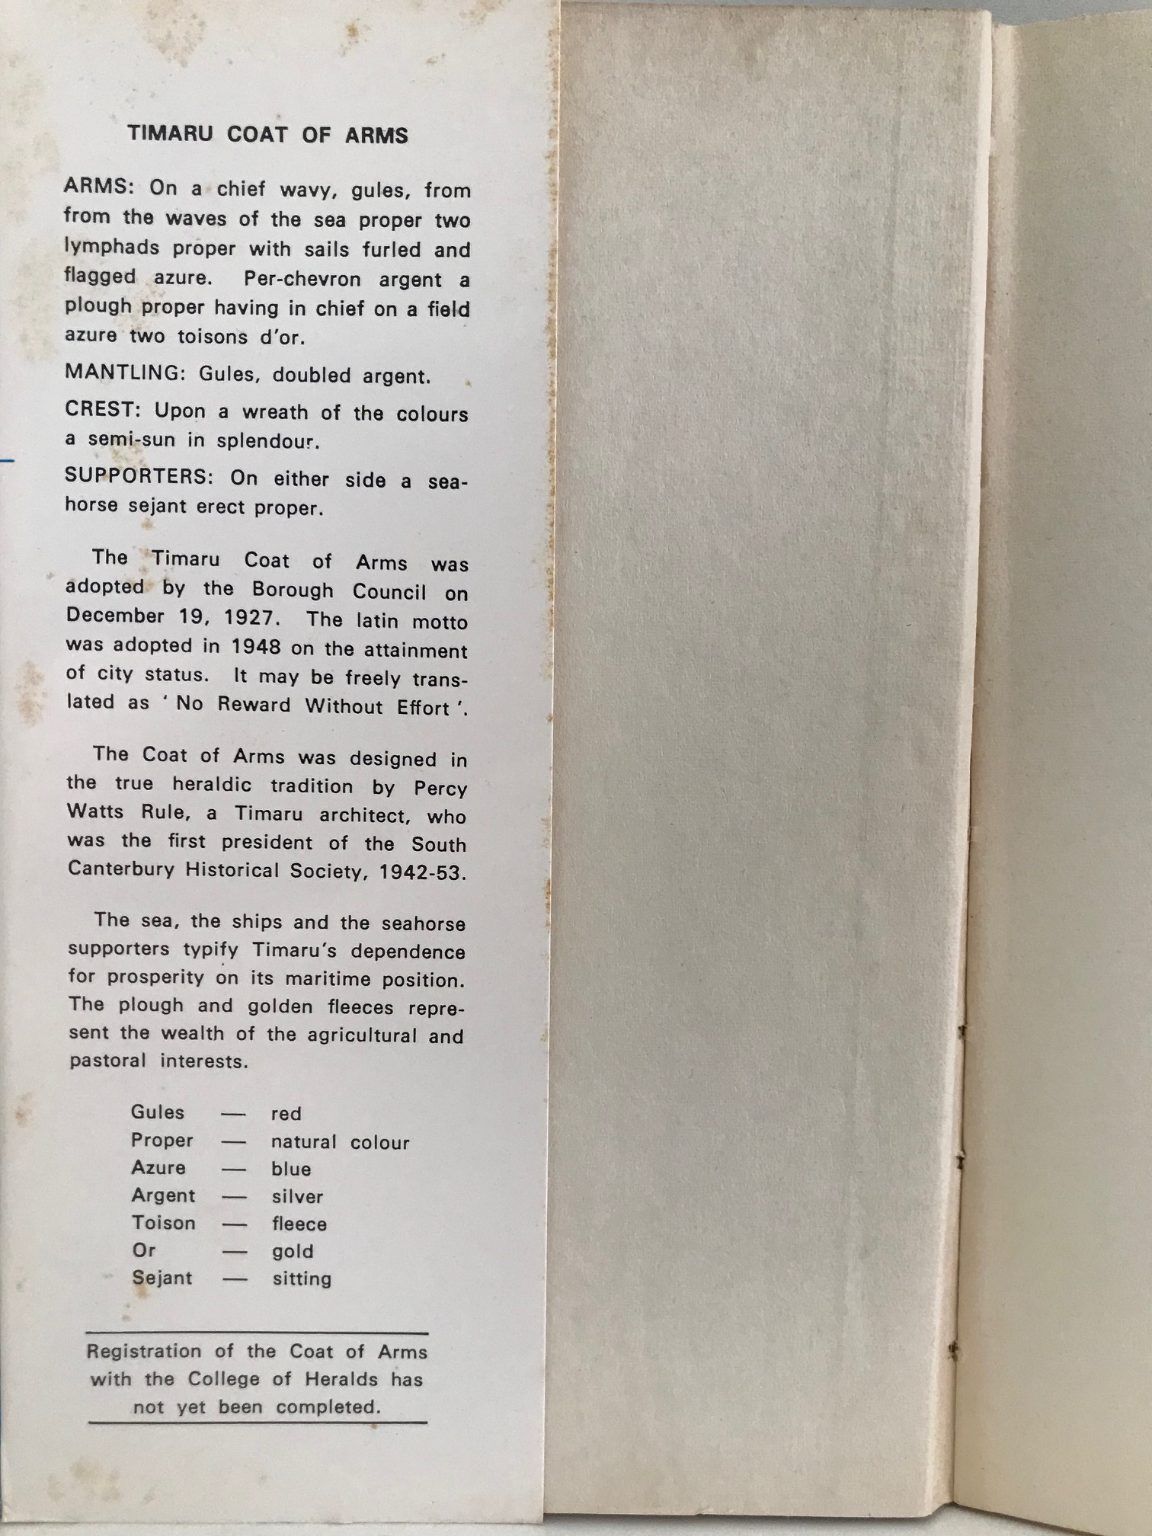 TIMARU COAT OF ARMS
ARMS: On a chief wavy, gules, from
from the waves of the sea proper two
lymphads proper with sails furled and
flagged azure. Per-chevron argent a
plough proper having in chief on a field
azure two toisons d'or.
MANTLING: Gules, doubled argent.
CREST: Upon a wreath of the colours
a semi-sun in splendour.
SUPPORTERS: On either side a sea-
horse sejant erect proper.
The Timaru Coat of Arms was
adopted by the Borough Council on
December 19, 1927. The latin motto
was adopted in 1948 on the attainment
of city status. It may be freely trans-
lated as ' No Reward Without Effort '.
The Coat of Arms was designed in
the true heraldic tradition by Percy
Watts Rule, a Timaru architect, who
was the first president of the South
Canterbury Historical Society, 1942-53.
The sea, the ships and the seahorse
supporters typify Timaru's dependence
for prosperity on its maritime position.
The plough and golden fleeces repre-
sent the wealth of the agricultural and
pastoral interests.
Gules — red
Proper — natural colour
Azure — blue
Argent — silver
Toison — fleece
Or — gold
Sejant — sitting
Registration of the Coat of Arms
with the College of Heralds has
not yet been completed.